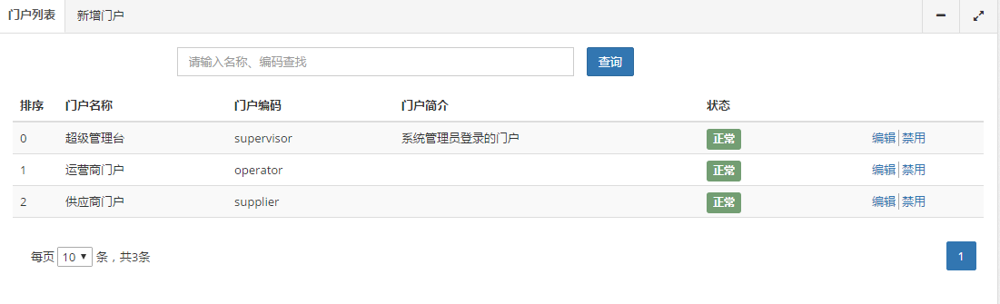 门户列表 新增门户
请输入名称、编码查找 查询
排序 门户名称 门户编码 门户简介 状态
0 超级管理台 supervisor 系统管理员登录的门户 正常 编辑 | 禁用
1 运营商门户 operator 正常 编辑 | 禁用
2 供应商门户 supplier 正常 编辑 | 禁用
每页 10 条，共3条 1